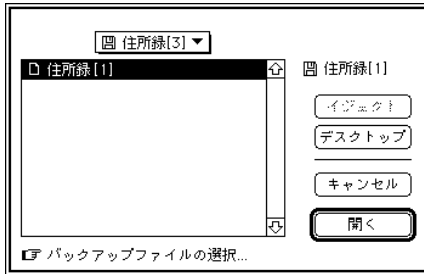 住所録[3]▼
住所録[1]
住所録[1]
イジェクト
デスクトップ
キャンセル
開く
☞ バックアップファイルの選択...